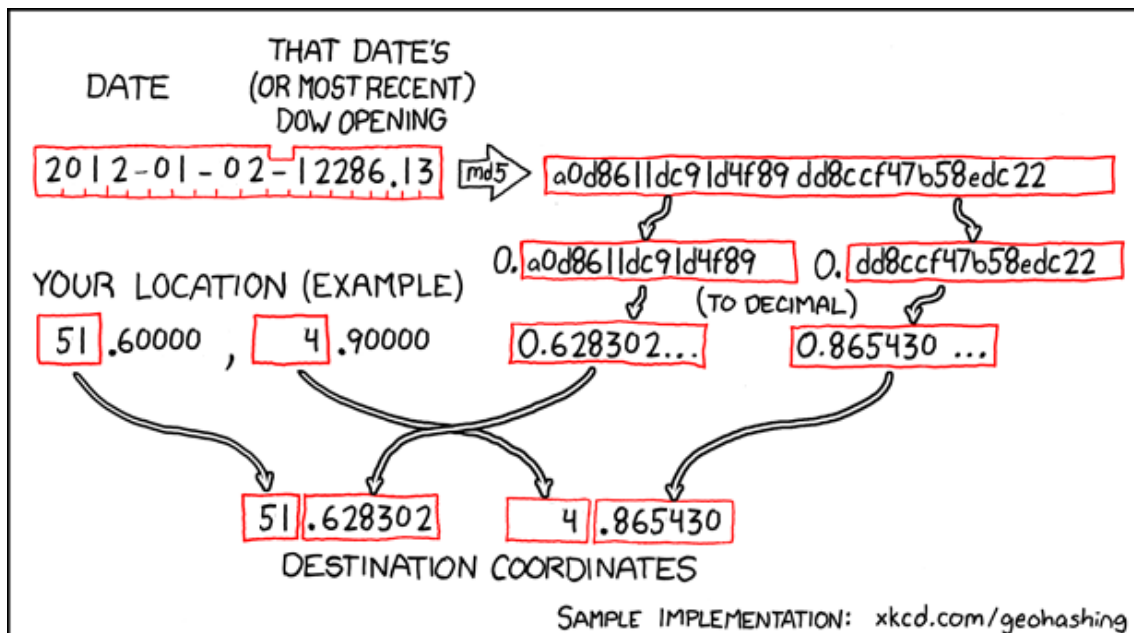 DATE
THAT DATE'S
(OR MOST RECENT)
DOW OPENING
2012-01-02-12286.13
md5
a0d8611dc91d4f89 dd8ccf47b58edc22
0. a0d8611dc91d4f89
0. dd8ccf47b58edc22
(TO DECIMAL)
0.628302...
0.865430 ...
YOUR LOCATION (EXAMPLE)
51 .60000 , 4 .90000
51 .628302
4 .865430
DESTINATION COORDINATES
SAMPLE IMPLEMENTATION: xkcd.com/geohashing